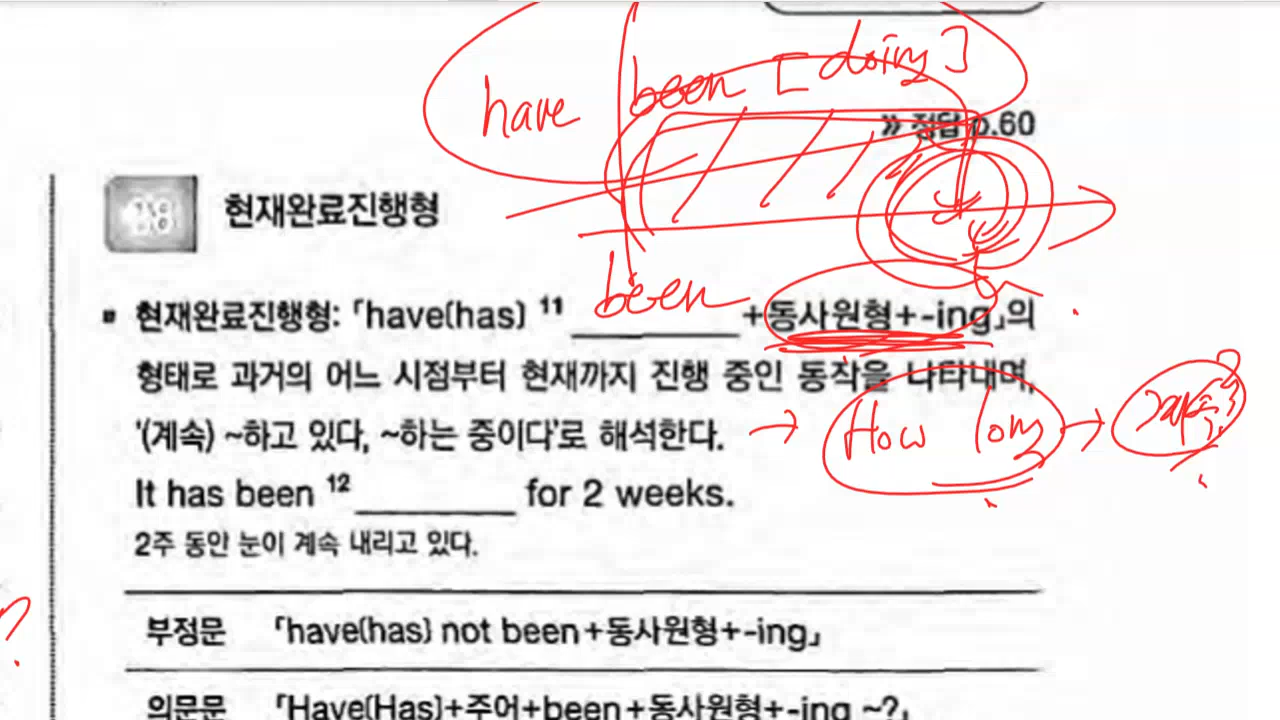 have been [doing]
» 정답 p.60
현재완료진행형
been
▪ 현재완료진행형: 「have(has) 11 ________ +동사원형+-ing」의
형태로 과거의 어느 시점부터 현재까지 진행 중인 동작을 나타내며,
'(계속) ~하고 있다, ~하는 중이다'로 해석한다. → How long →
It has been 12 ________ for 2 weeks.
2주 동안 눈이 계속 내리고 있다.
부정문 「have(has) not been+동사원형+-ing」
의문문 「Have(Has)+주어+been+동사원형+-ing ~?」